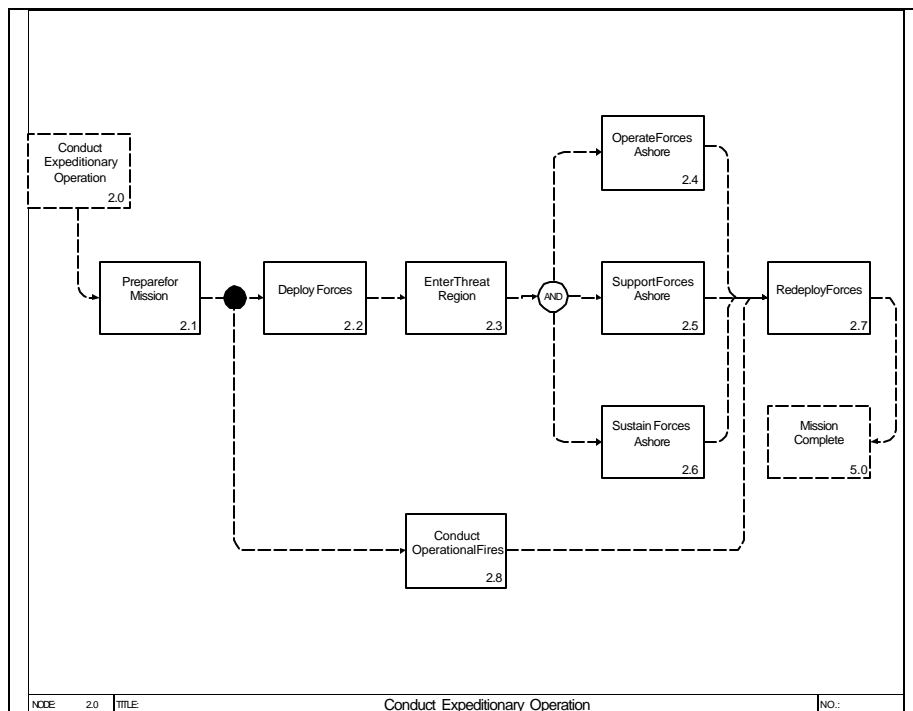 Conduct
Expeditionary
Operation
2.0
OperateForces
Ashore
2.4
Preparefor
Mission
2.1
Deploy Forces
2.2
EnterThreat
Region
2.3
AND
SupportForces
Ashore
2.5
RedeployForces
2.7
Sustain Forces
Ashore
2.6
Mission
Complete
5.0
Conduct
OperationalFires
2.8
NODE: 2.0 TITLE: Conduct Expeditionary Operation NO.: